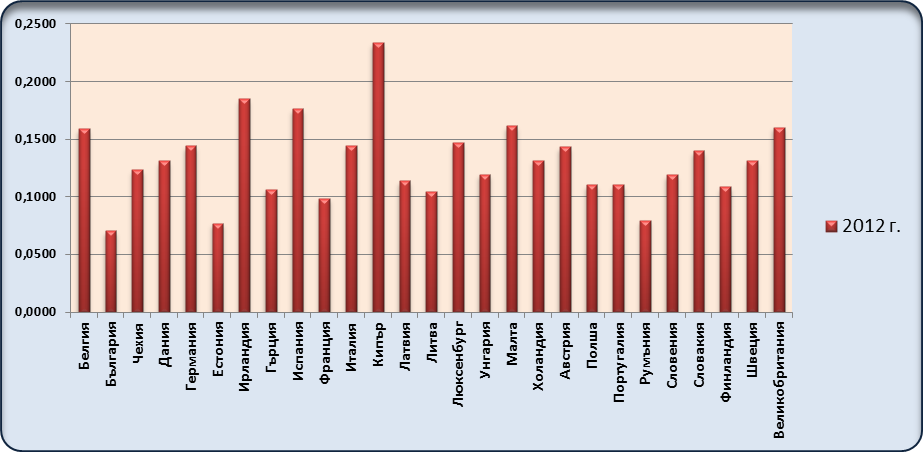 0,2500
0,2000
0,1500
0,1000
0,0500
0,0000
Белгия
България
Чехия
Дания
Германия
Естония
Ирландия
Гърция
Испания
Франция
Италия
Кипър
Латвия
Литва
Люксенбург
Унгария
Малта
Холандия
Австрия
Полша
Португалия
Румъния
Словения
Словакия
Финландия
Швеция
Великобритания
2012 г.